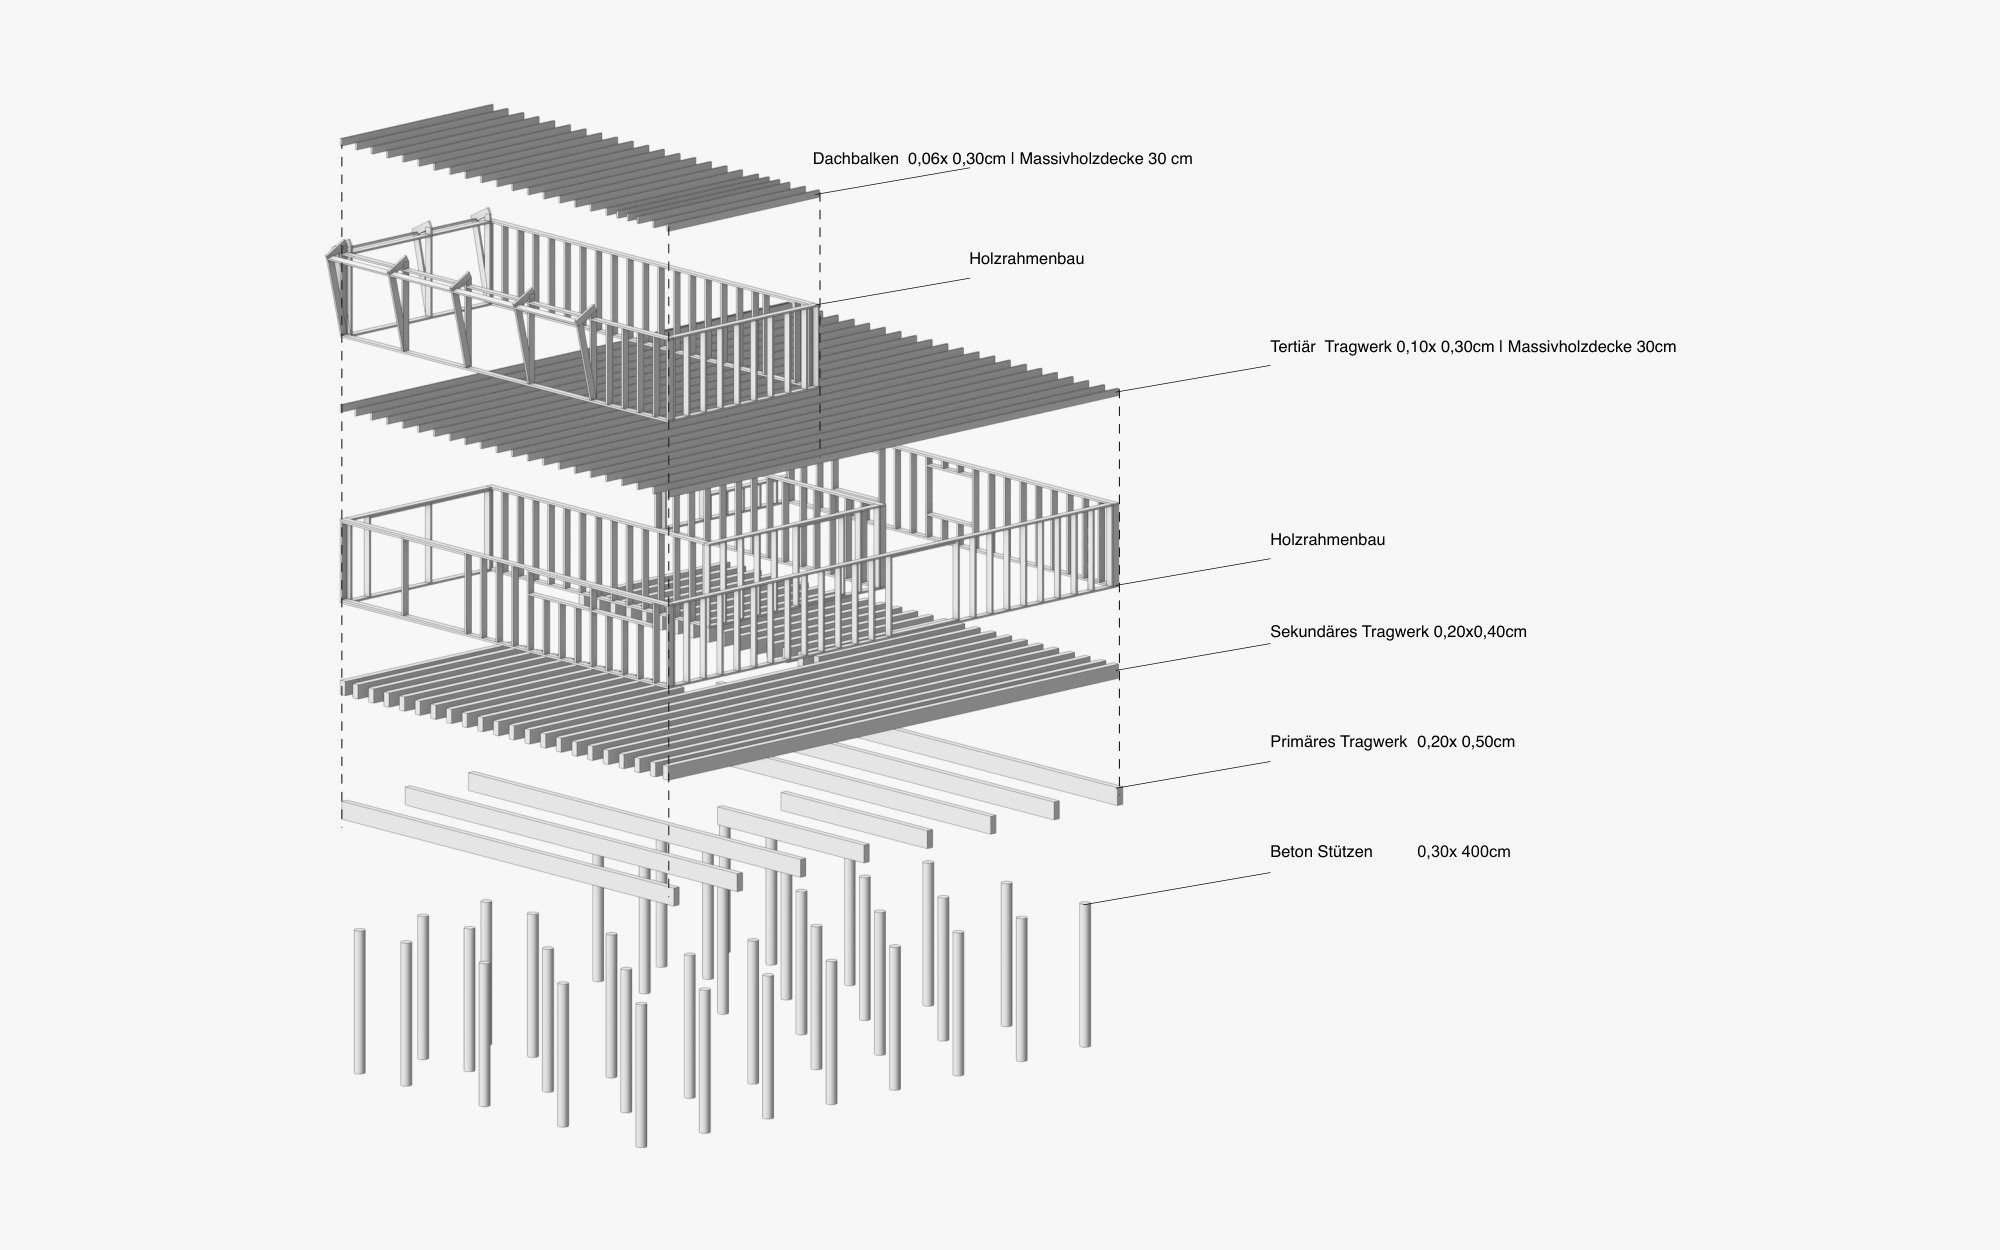 Dachbalken 0,06x 0,30cm | Massivholzdecke 30 cm
Holzrahmenbau
Tertiär Tragwerk 0,10x 0,30cm | Massivholzdecke 30cm
Holzrahmenbau
Sekundäres Tragwerk 0,20x0,40cm
Primäres Tragwerk 0,20x 0,50cm
Beton Stützen 0,30x 400cm